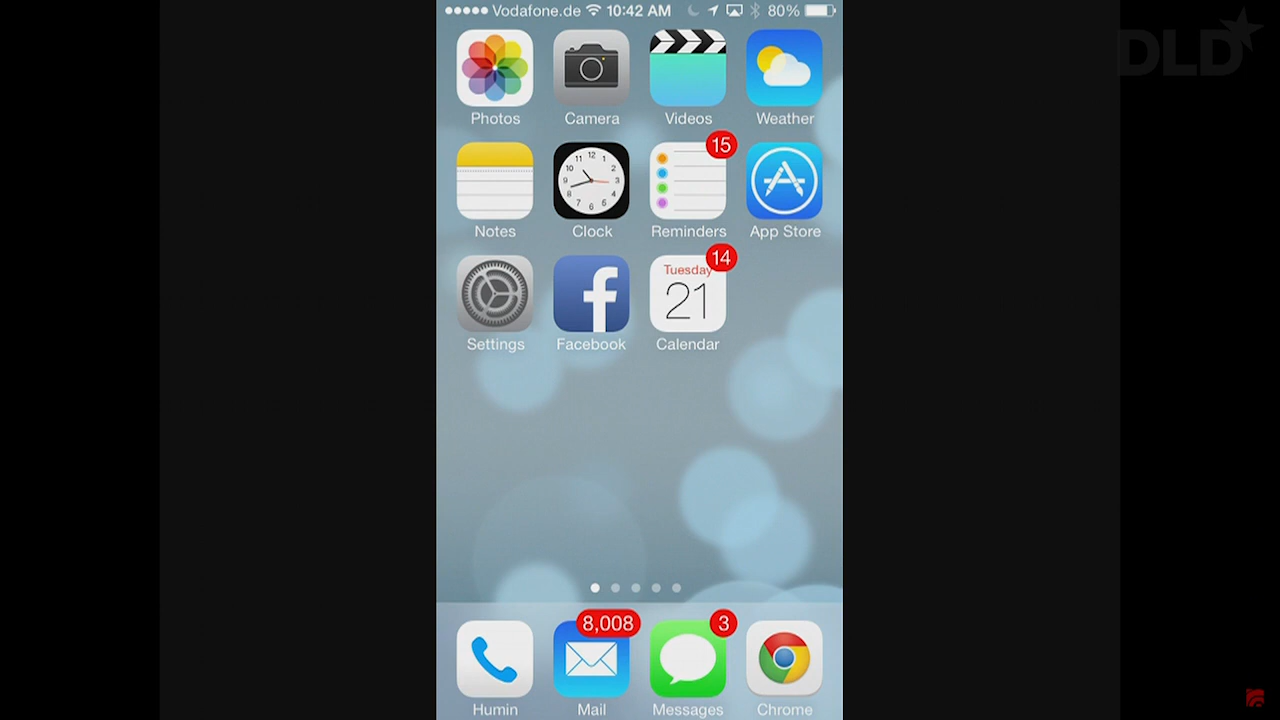 Vodafone.de 10:42 AM 80%
DLD
Photos Camera Videos Weather
15
Notes Clock Reminders App Store
14
Tuesday
21
Settings Facebook Calendar
8,008 3
Humin Mail Messages Chrome